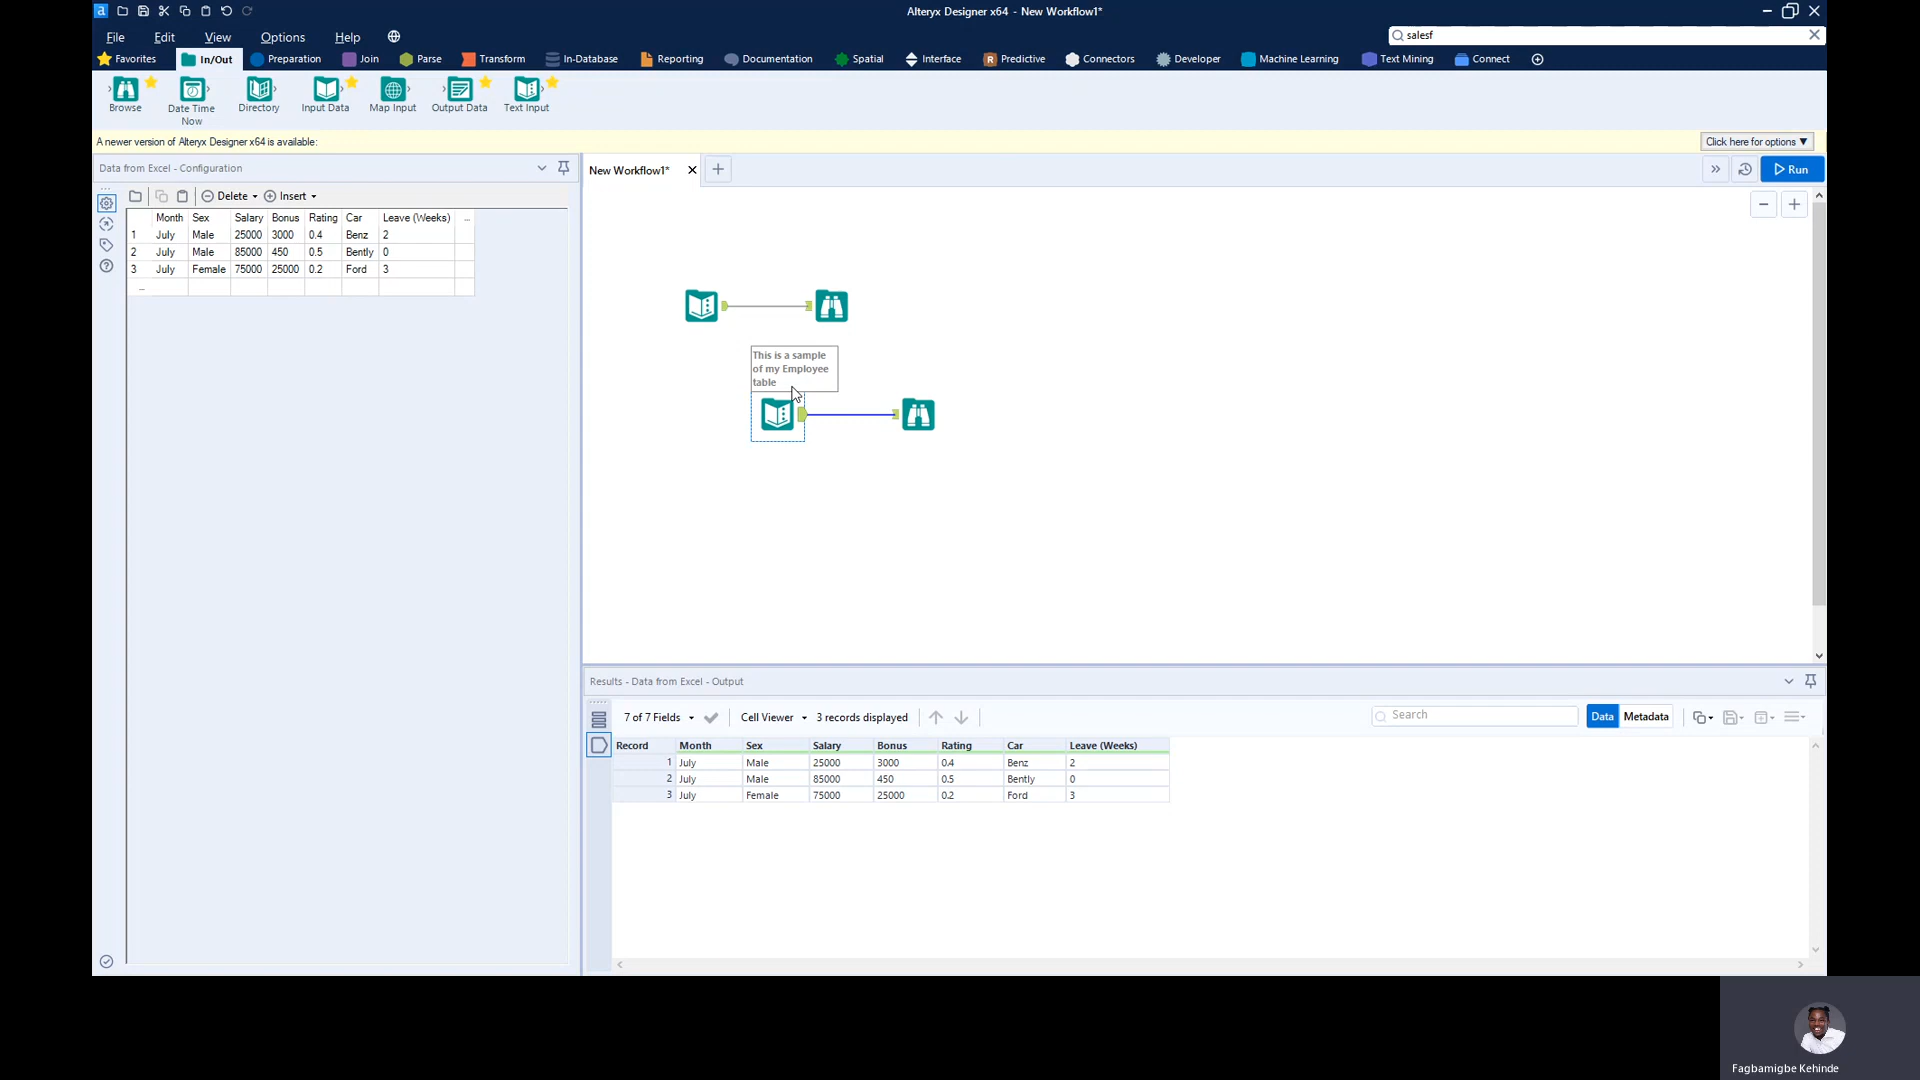 Alteryx Designer x64 - New Workflow1*
File Edit View Options Help
salesf
Favorites In/Out Preparation Join Parse Transform In-Database Reporting Documentation Spatial Interface Predictive Connectors Developer Machine Learning Text Mining Connect
Browse Date Time Now Directory Input Data Map Input Output Data Text Input
A newer version of Alteryx Designer x64 is available:
Click here for options ▼
Data from Excel - Configuration
Delete Insert
Month Sex Salary Bonus Rating Car Leave (Weeks) ...
1 July Male 25000 3000 0.4 Benz 2
2 July Male 85000 450 0.5 Bently 0
3 July Female 75000 25000 0.2 Ford 3
...
New Workflow1*
Run
This is a sample
of my Employee
table
Results - Data from Excel - Output
7 of 7 Fields Cell Viewer 3 records displayed
Search
Data Metadata
Record Month Sex Salary Bonus Rating Car Leave (Weeks)
1 July Male 25000 3000 0.4 Benz 2
2 July Male 85000 450 0.5 Bently 0
3 July Female 75000 25000 0.2 Ford 3
Fagbamigbe Kehinde